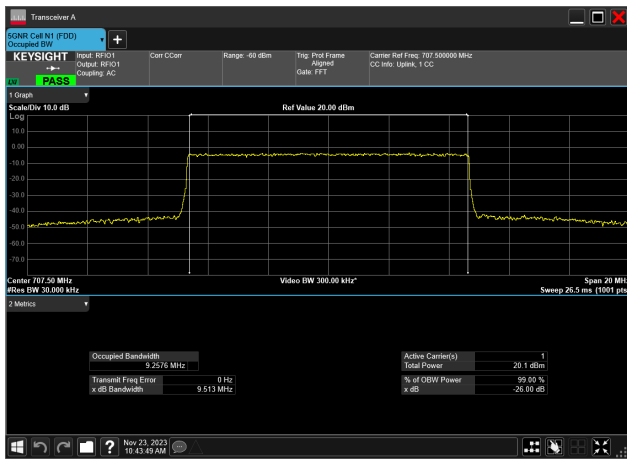 Transceiver A
5GNR Cell N1 (FDD)
Occupied BW
KEYSIGHT
Input: RFIO1
Output: RFIO1
Coupling: AC
Corr CCorr
Range: -60 dBm
Trig: Prot Frame
Aligned
Gate: FFT
Carrier Ref Freq: 707.500000 MHz
CC Info: Uplink, 1 CC
PASS
1 Graph
Scale/Div 10.0 dB
Ref Value 20.00 dBm
Log
10.0
0.00
-10.0
-20.0
-30.0
-40.0
-50.0
-60.0
-70.0
Center 707.50 MHz
Video BW 300.00 kHz*
Span 20 MHz
#Res BW 30.000 kHz
Sweep 26.5 ms (1001 pts
2 Metrics
Occupied Bandwidth
9.2576 MHz
Active Carrier(s) 1
Total Power 20.1 dBm
Transmit Freq Error 0 Hz
x dB Bandwidth 9.513 MHz
% of OBW Power 99.00 %
x dB -26.00 dB
Nov 23, 2023
10:43:49 AM